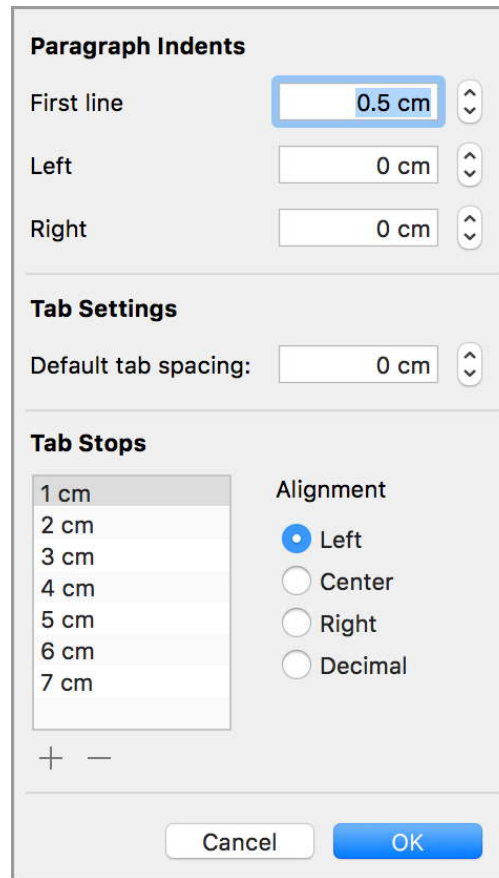 Paragraph Indents
First line 0.5 cm
Left 0 cm
Right 0 cm
Tab Settings
Default tab spacing: 0 cm
Tab Stops
1 cm
2 cm
3 cm
4 cm
5 cm
6 cm
7 cm
Alignment
Left
Center
Right
Decimal
Cancel OK